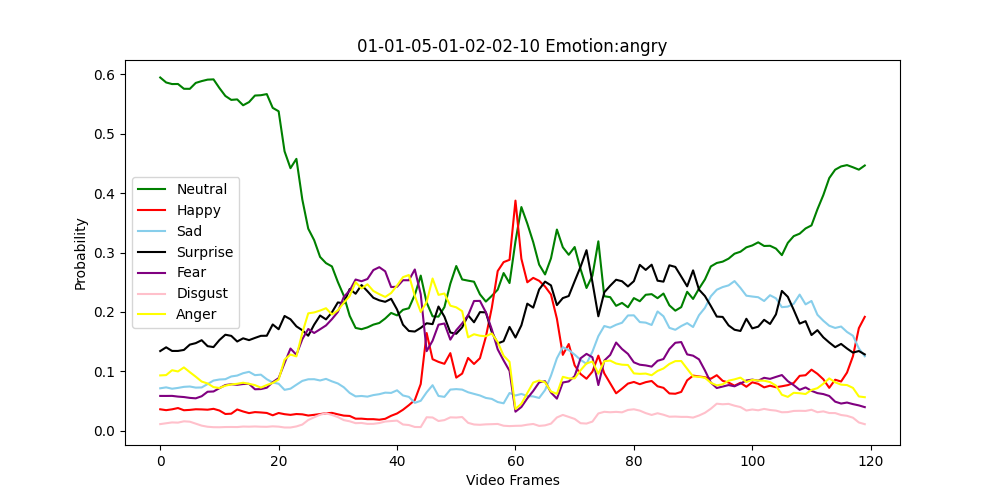 01-01-05-01-02-02-10 Emotion:angry
Probability
0.6
0.5
0.4
0.3
0.2
0.1
0.0
Neutral
Happy
Sad
Surprise
Fear
Disgust
Anger
0 20 40 60 80 100 120
Video Frames